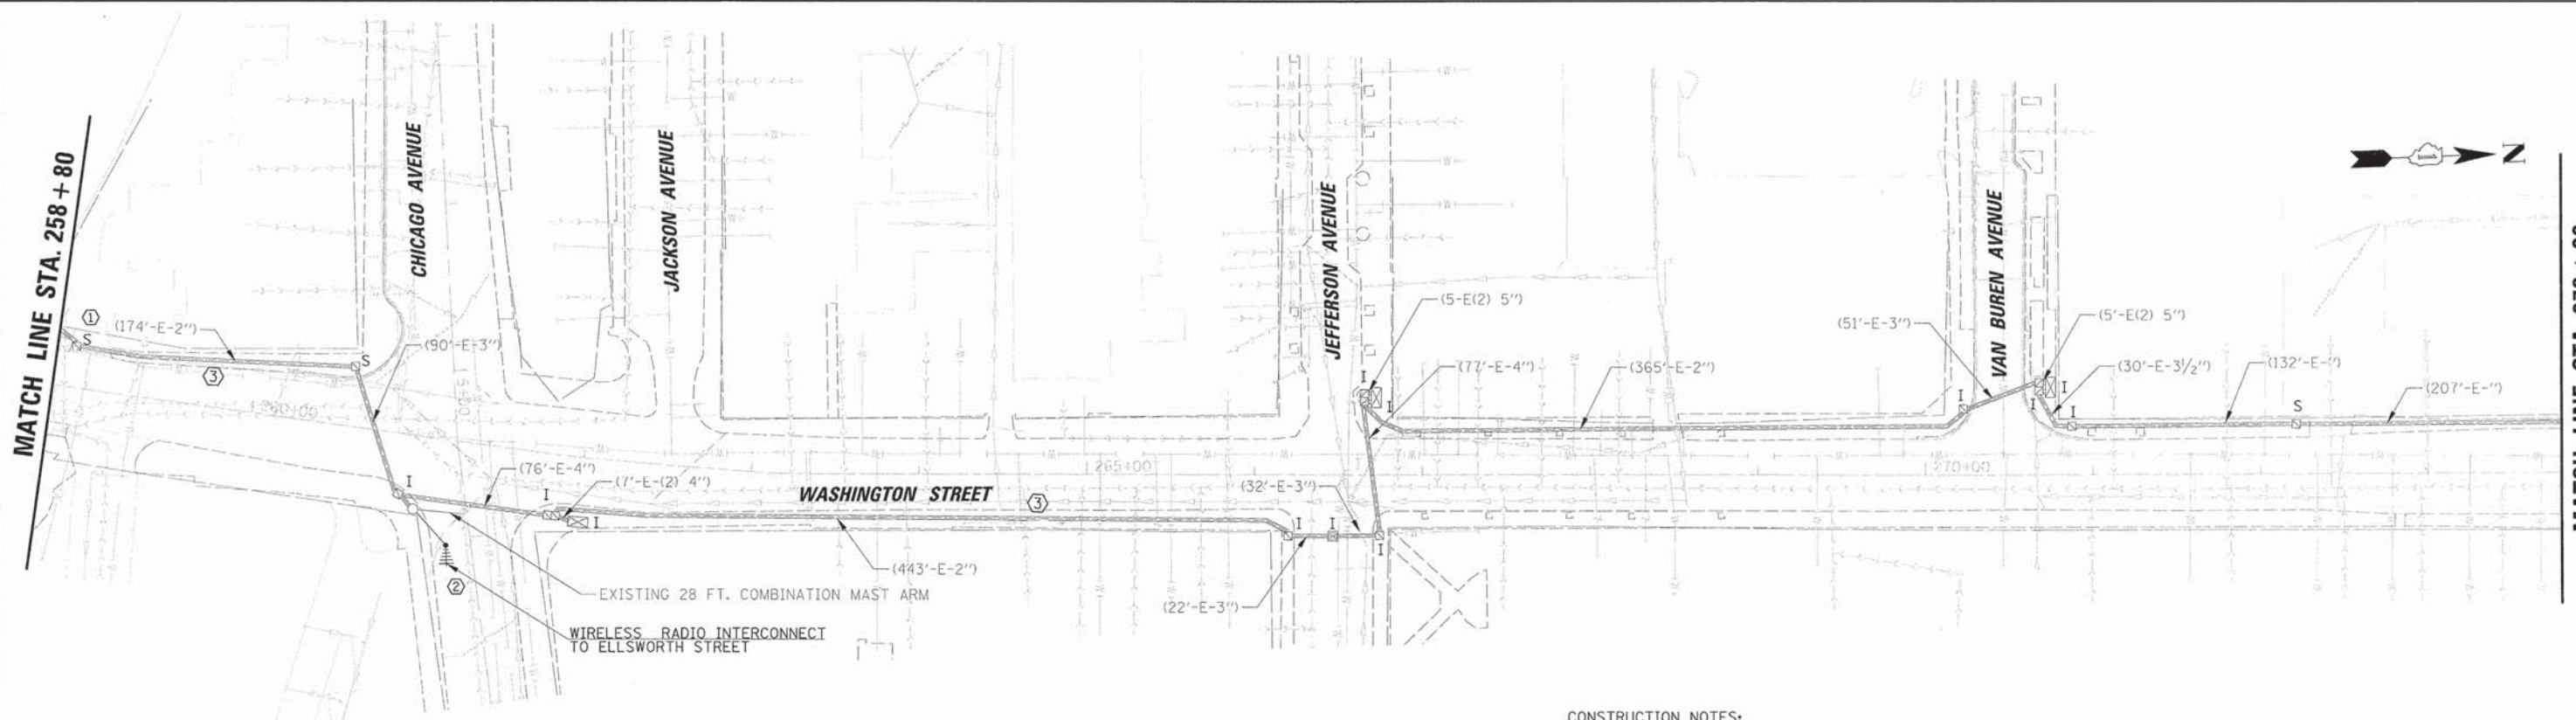 MATCH LINE STA. 258+80
CHICAGO AVENUE
JACKSON AVENUE
JEFFERSON AVENUE
VAN BUREN AVENUE
N
1
(174'-E-2")
S
3
S
(90'-E-3")
260+00
I
(76'-E-4")
I
(7'-E-(2) 4")
I
WASHINGTON STREET
3
265+00
(443'-E-2")
2
EXISTING 28 FT. COMBINATION MAST ARM
WIRELESS RADIO INTERCONNECT
TO ELLSWORTH STREET
(32'-E-3")
I
I
I
(22'-E-3")
(5-E(2) 5")
I
I
(77'-E-4")
(365'-E-2")
(51'-E-3")
I
(5'-E(2) 5")
I
I
I
(30'-E-3½")
(132'-E-")
S
(207'-E-")
270+00
CONSTRUCTION NOTES: